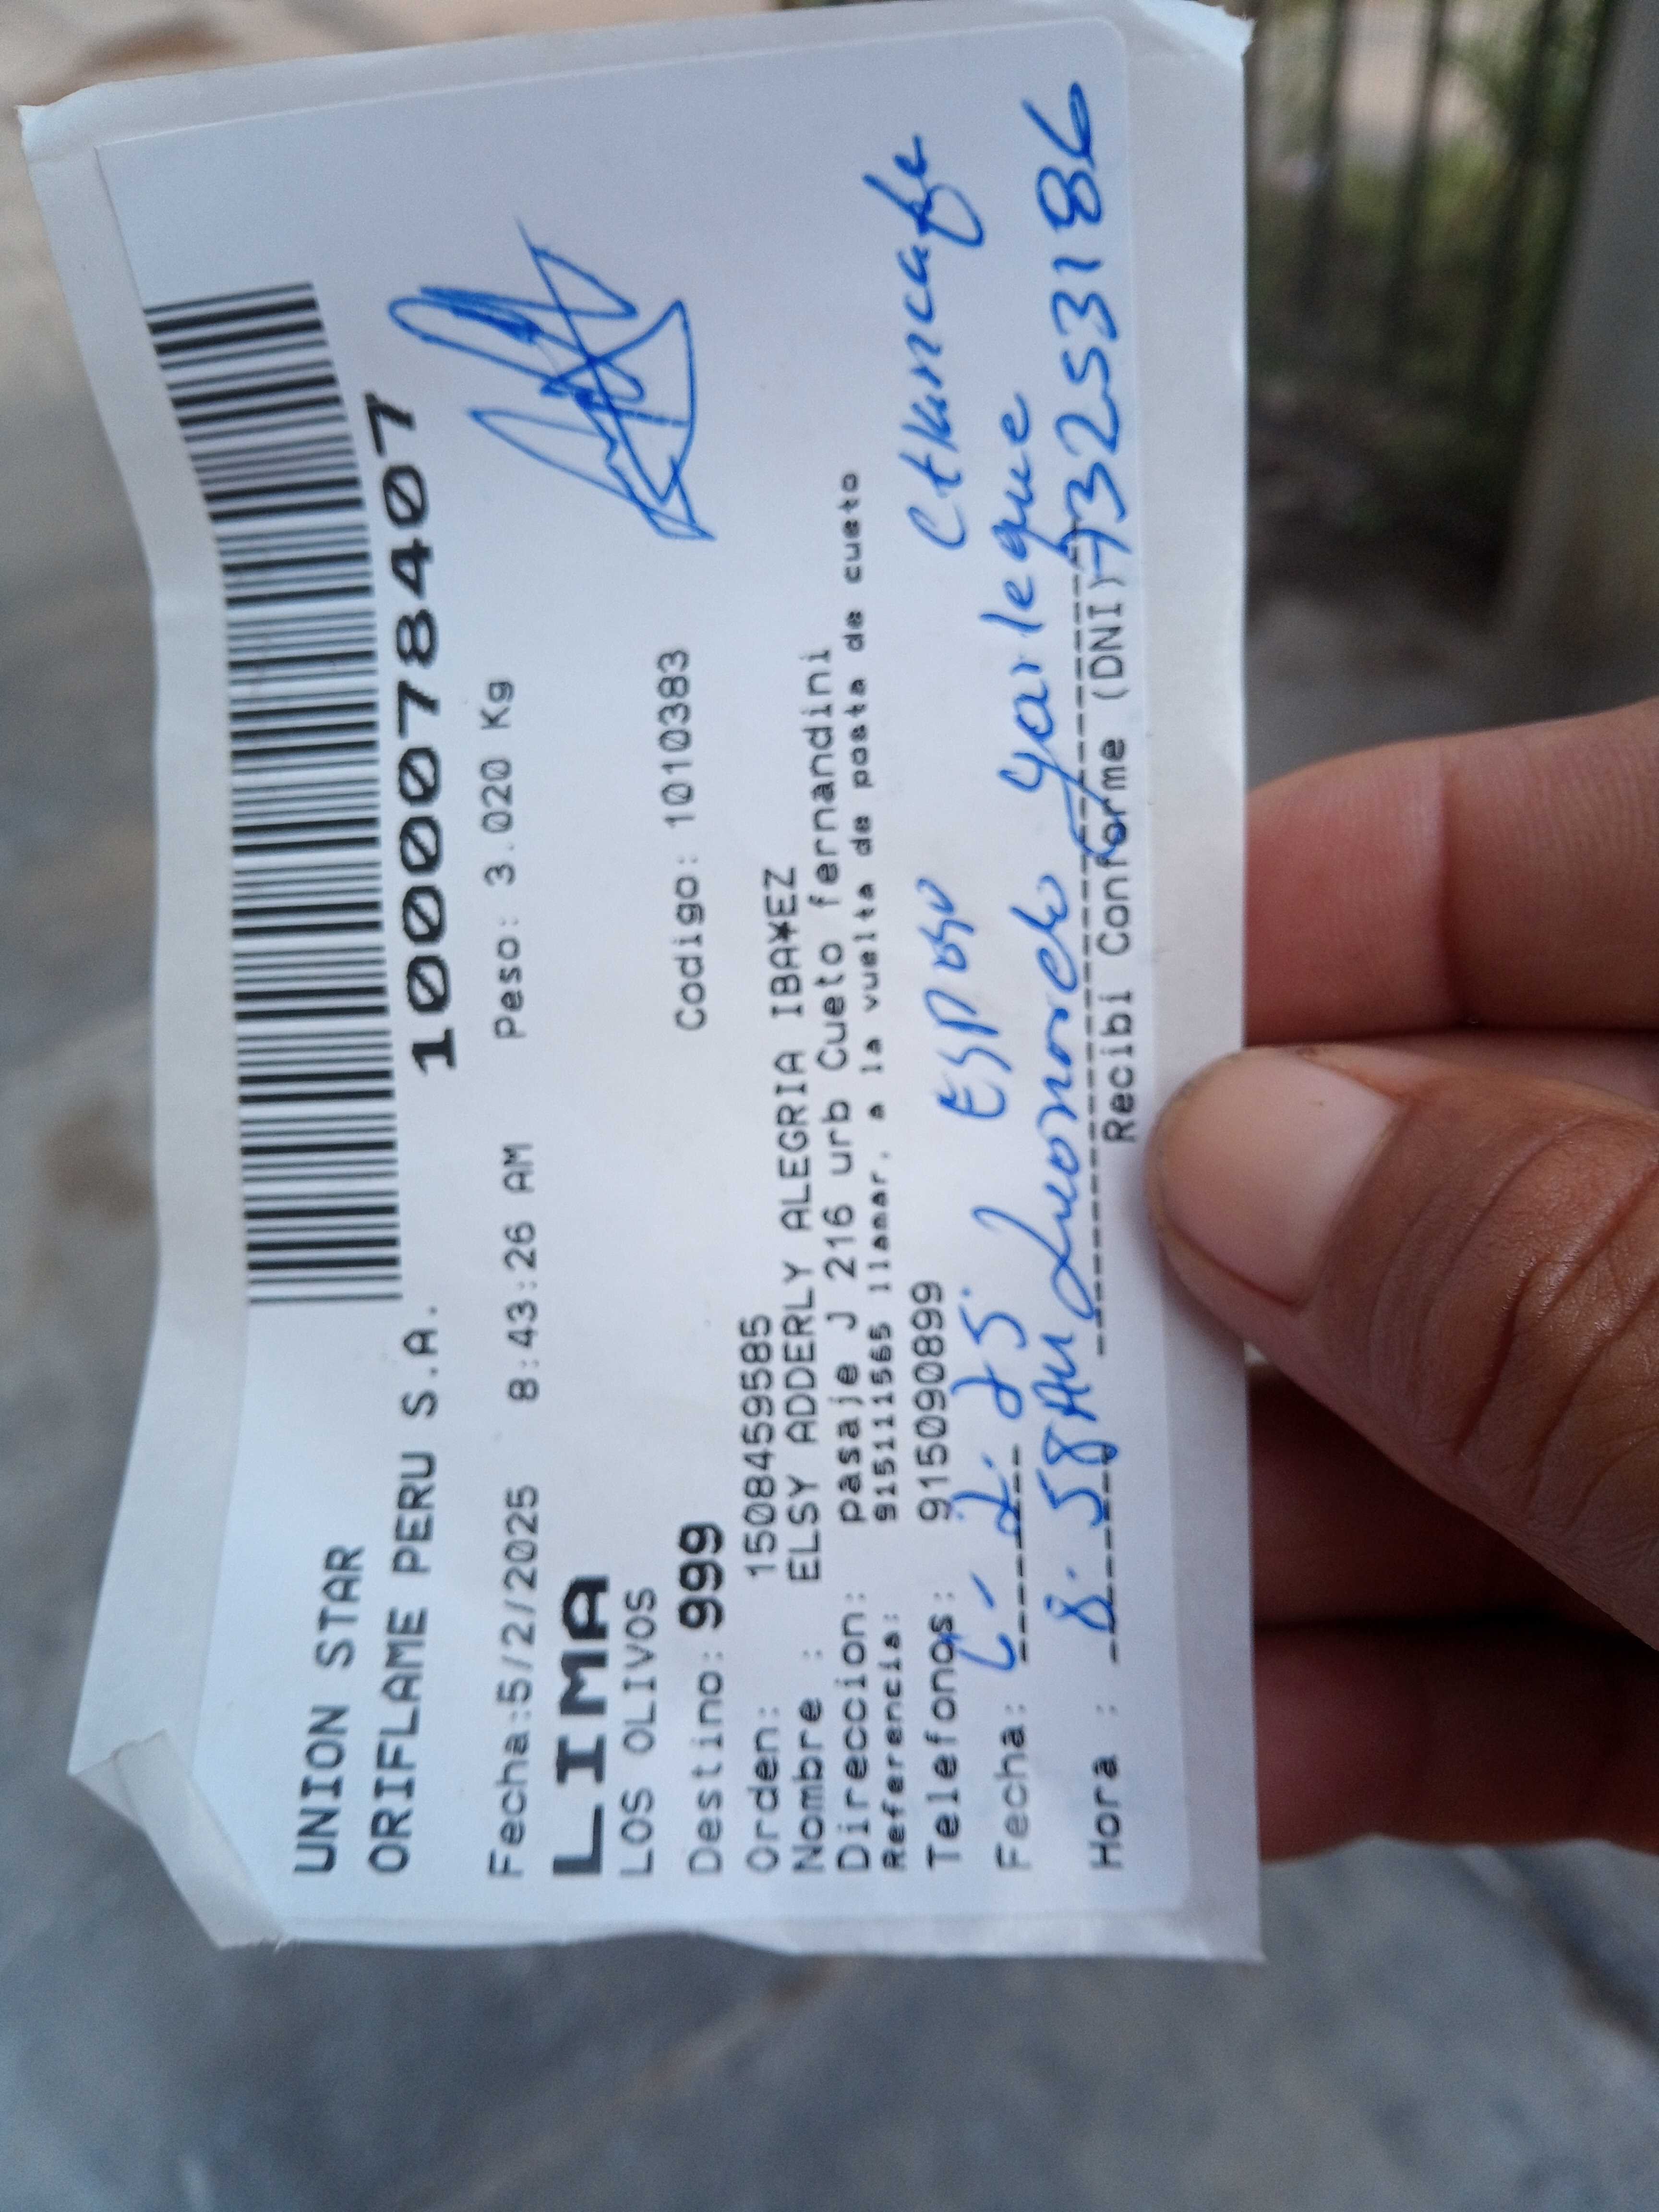 UNION STAR
ORIFLAME PERU S.A.
1000078407
Fecha:5/2/2025 8:43:26 AM Peso: 3.020 Kg
LIMA
LOS OLIVOS
Destino: 999 Codigo: 1010383
Orden: 1508459585
Nombre : ELSY ADDERLY ALEGRIA IBA¥EZ
Direccion: pasaje J 216 urb Cueto fernandini
Referencia: 915111565 llamar, a la vuelta de posta de cueto
Telefonos: 915090899
Esposo
Fecha: 6-2-25
Yarleque
Hora : 8.58AM
Recibi Conforme (DNI) 73253186